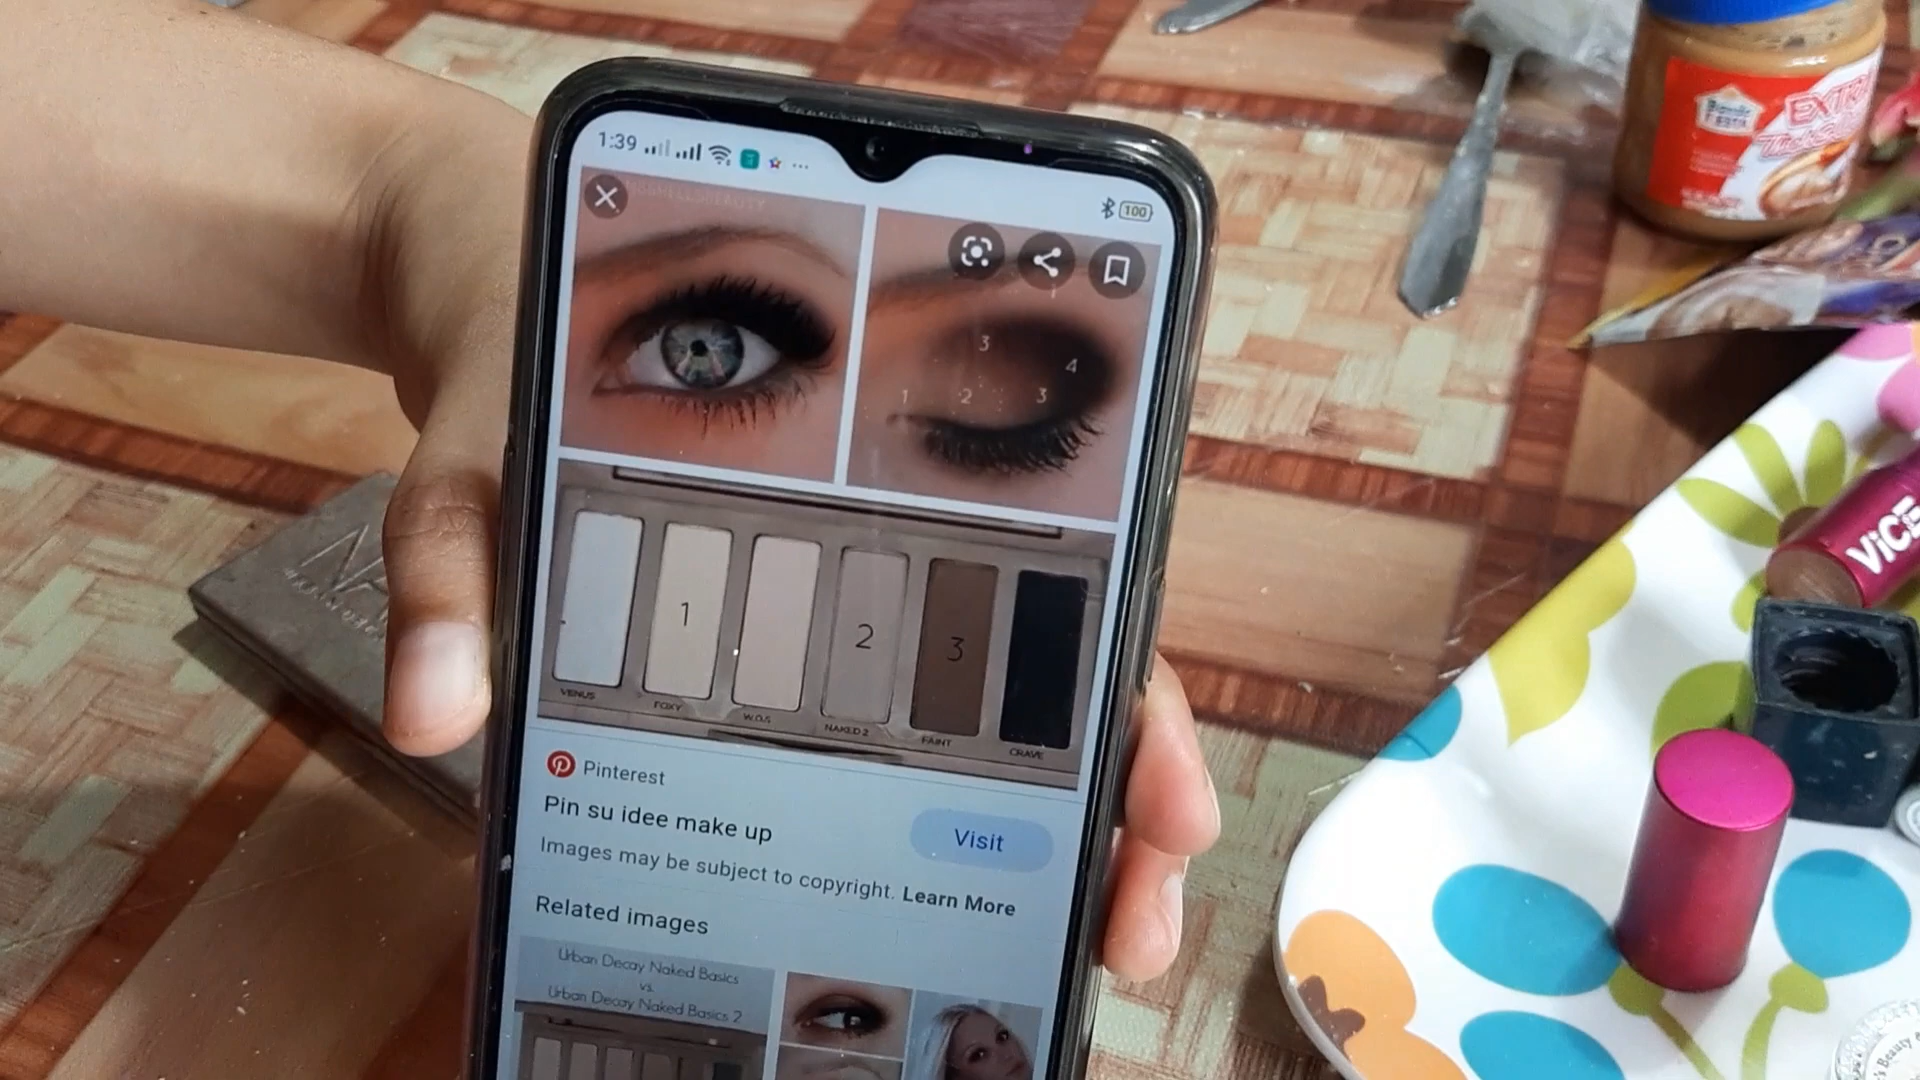 1:39
100
3
4
1
2
3
1
2
3
VENUS
FOXY
W.O.S
NAKED 2
FAINT
CRAVE
Pinterest
Pin su idee make up
Visit
Images may be subject to copyright. Learn More
Related images
Urban Decay Naked Basics
vs.
Urban Decay Naked Basics 2
NA
ViCE
Beauty